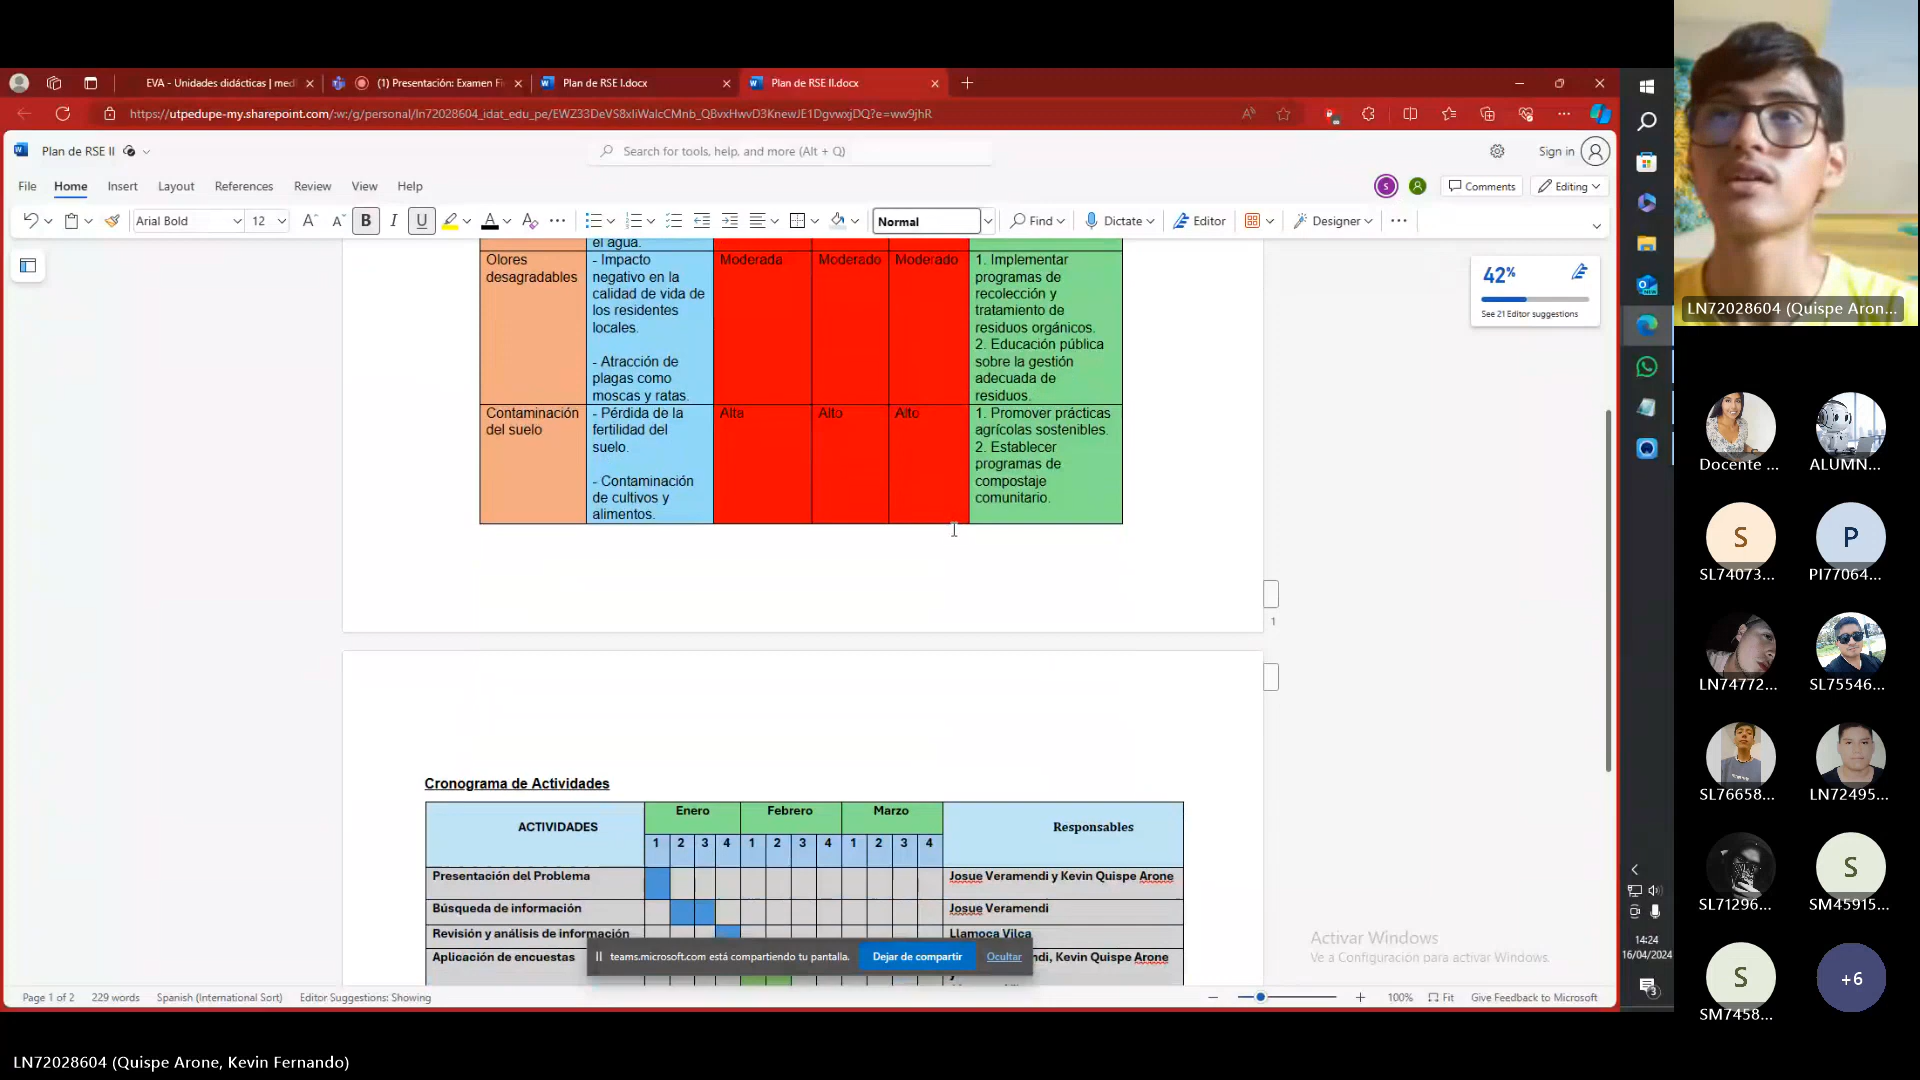 EVA - Unidades didácticas | med
(1) Presentación: Examen Fi
Plan de RSE I.docx
Plan de RSE II.docx
https://utpedupe-my.sharepoint.com/:w:/g/personal/ln72028604_idat_edu_pe/EWZ33DeVS8xIiWalcCMnb_QBvxHwvD3KnewJE1DgvwxjDQ?e=ww9jhR
Plan de RSE II
Search for tools, help, and more (Alt + Q)
Sign in
File Home Insert Layout References Review View Help
Comments
Editing
Arial Bold
12
Normal
Find
Dictate
Editor
Designer
42%
See 21 Editor suggestions
el agua.
Olores
desagradables
- Impacto
negativo en la
calidad de vida de
los residentes
locales.
- Atracción de
plagas como
moscas y ratas.
Moderada
Moderado
Moderado
1. Implementar
programas de
recolección y
tratamiento de
residuos orgánicos.
2. Educación pública
sobre la gestión
adecuada de
residuos.
Contaminación
del suelo
- Pérdida de la
fertilidad del
suelo.
- Contaminación
de cultivos y
alimentos.
Alta
Alto
Alto
1. Promover prácticas
agrícolas sostenibles.
2. Establecer
programas de
compostaje
comunitario.
1
Cronograma de Actividades
ACTIVIDADES
Enero
Febrero
Marzo
Responsables
1 2 3 4 1 2 3 4 1 2 3 4
Presentación del Problema
Josue Veramendi y Kevin Quispe Arone
Búsqueda de información
Josue Veramendi
Revisión y análisis de información
Llamoca Vilca
Aplicación de encuestas
ndi, Kevin Quispe Arone
teams.microsoft.com está compartiendo tu pantalla.
Dejar de compartir
Ocultar
Activar Windows
Ve a Configuración para activar Windows.
Page 1 of 2
229 words
Spanish (International Sort)
Editor Suggestions: Showing
100%
Fit
Give Feedback to Microsoft
14:24
16/04/2024
3
LN72028604 (Quispe Aron...
Docente ...
ALUMN...
S
SL74073...
P
PI77064...
LN74772...
SL75546...
SL76658...
LN72495...
SL71296...
S
SM45915...
S
SM7458...
+6
LN72028604 (Quispe Arone, Kevin Fernando)